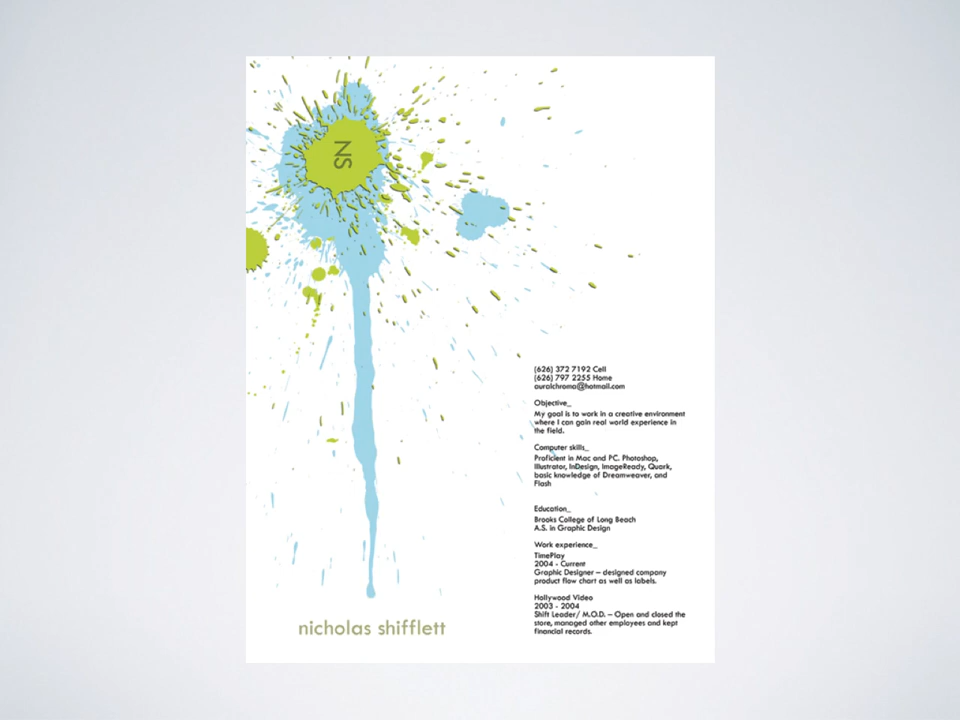 NS
(626) 372 7192 Cell
(626) 797 2255 Home
auralchroma@hotmail.com
Objective_
My goal is to work in a creative environment
where I can gain real world experience in
the field.
Computer skills_
Proficient in Mac and PC. Photoshop,
Illustrator, InDesign, ImageReady, Quark,
basic knowledge of Dreamweaver, and
Flash
Education_
Brooks College of Long Beach
A.S. in Graphic Design
Work experience_
TimePlay
2004 - Current
Graphic Designer – designed company
product flow chart as well as labels.
Hollywood Video
2003 - 2004
Shift Leader/ M.O.D. – Open and closed the
store, managed other employees and kept
financial records.
nicholas shifflett